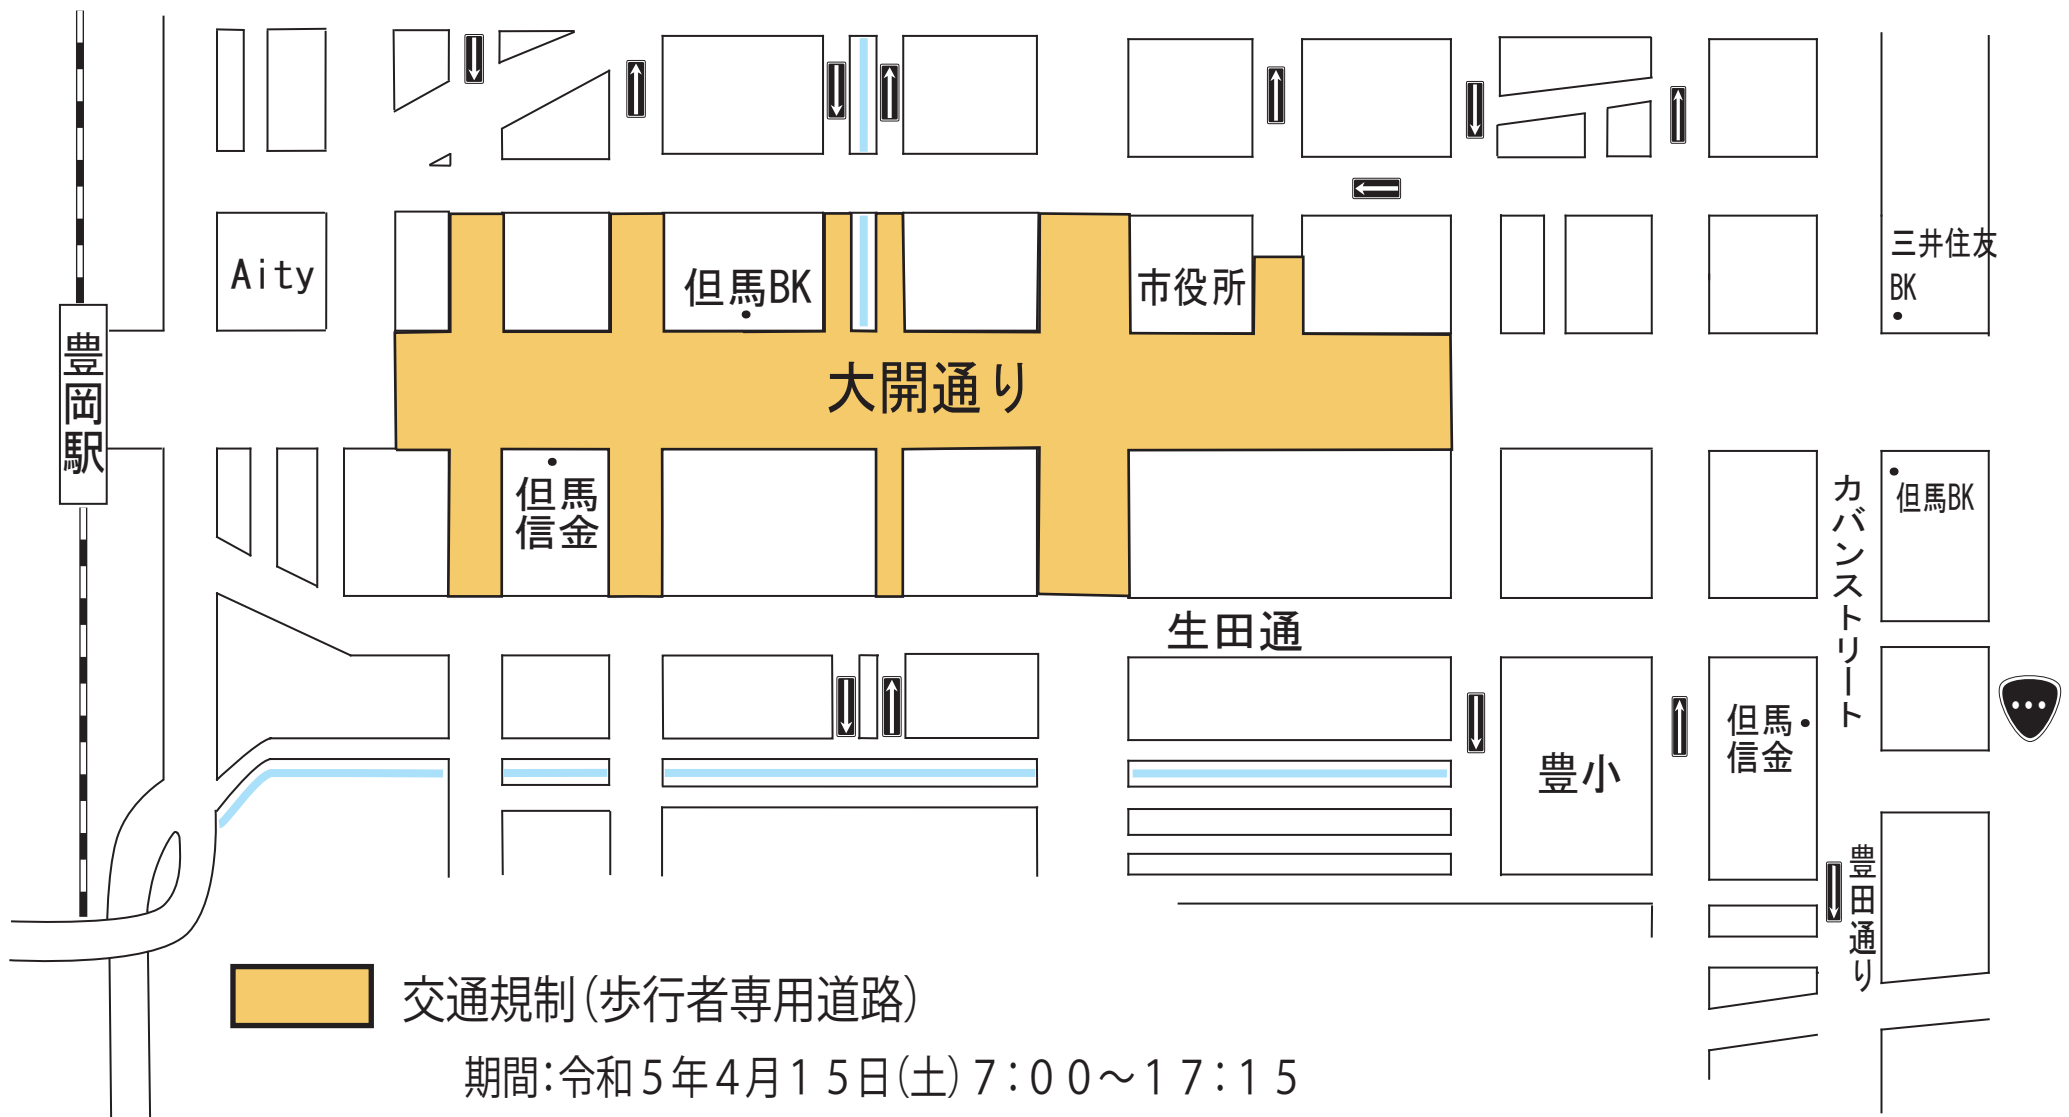 三井住友
BK
Aity
但馬BK
市役所
豊岡駅
大開通り
但馬
信金
カバンストリート
但馬BK
生田通
但馬
信金
豊小
豊田通り
交通規制(歩行者専用道路)
期間:令和5年4月15日(土)7:00~17:15